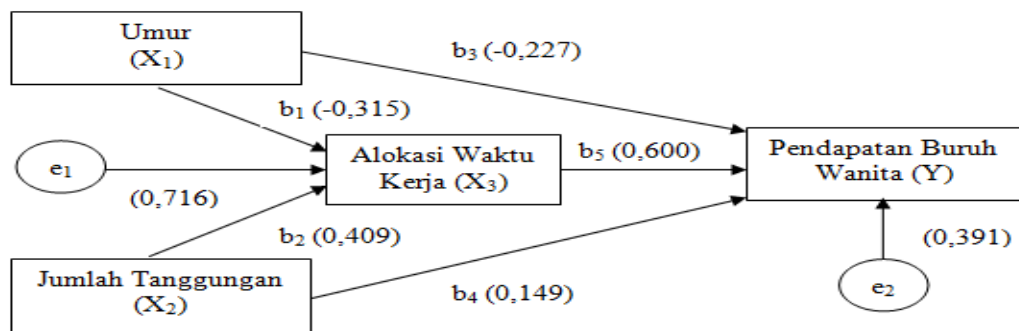 Umur
(X₁)
b₃ (-0,227)
b₁ (-0,315)
e₁
(0,716)
Alokasi Waktu
Kerja (X₃)
b₅ (0,600)
Pendapatan Buruh
Wanita (Y)
b₂ (0,409)
(0,391)
Jumlah Tanggungan
(X₂)
b₄ (0,149)
e₂